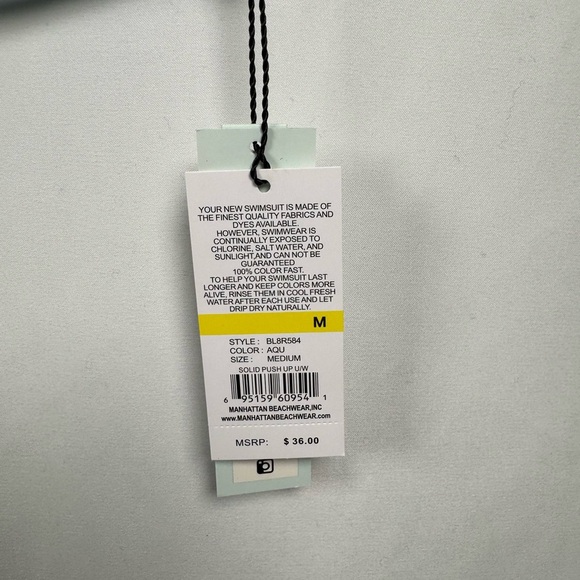 YOUR NEW SWIMSUIT IS MADE OF
THE FINEST QUALITY FABRICS AND
DYES AVAILABLE.
HOWEVER, SWIMWEAR IS
CONTINUALLY EXPOSED TO
CHLORINE, SALT WATER, AND
SUNLIGHT,AND CAN NOT BE
GUARANTEED
100% COLOR FAST.
TO HELP YOUR SWIMSUIT LAST
LONGER AND KEEP COLORS MORE
ALIVE, RINSE THEM IN COOL FRESH
WATER AFTER EACH USE AND LET
DRIP DRY NATURALLY.
M
STYLE : BL8R584
COLOR : AQU
SIZE : MEDIUM
SOLID PUSH UP U/W
6 95159 60954 1
MANHATTAN BEACHWEAR,INC
www.MANHATTANBEACHWEAR.COM
MSRP: $ 36.00